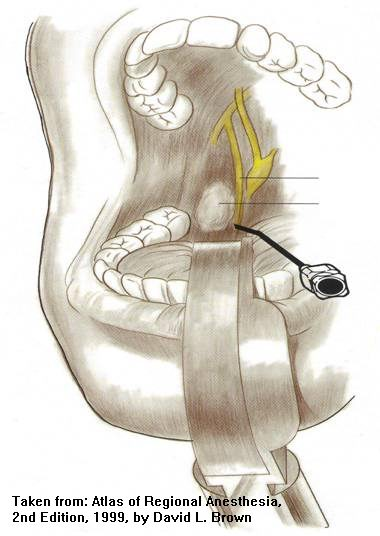 Taken from: Atlas of Regional Anesthesia,
2nd Edition, 1999, by David L. Brown